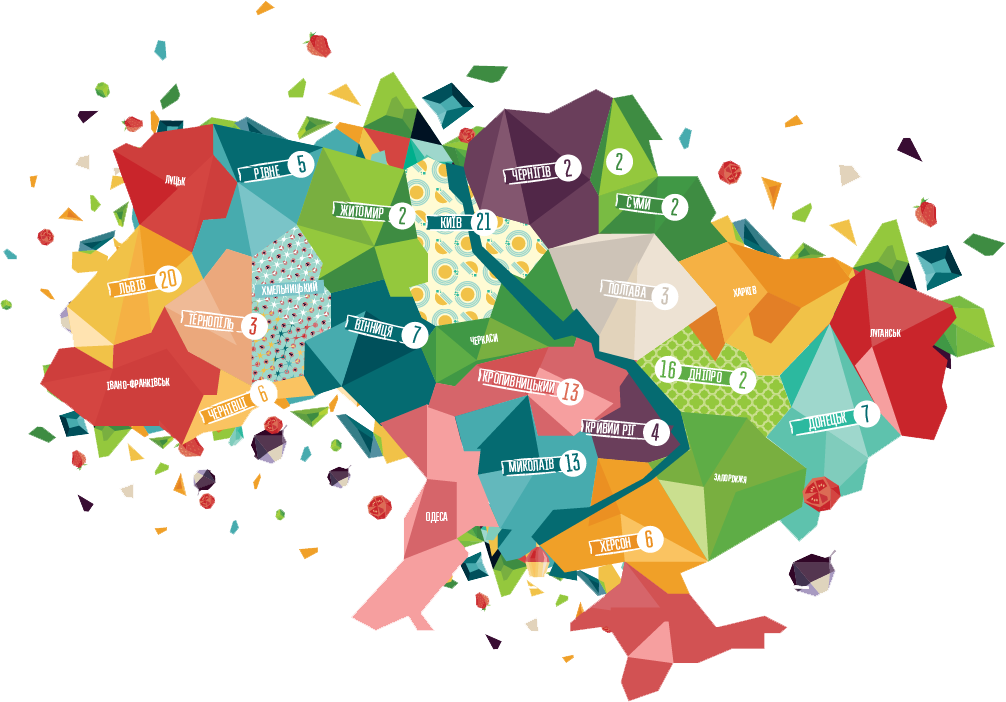 ЛУЦЬК
РІВНЕ 5
ЖИТОМИР 2
КИЇВ 21
ЧЕРНІГІВ 2
2
СУМИ 2
ЛЬВІВ 20
ТЕРНОПІЛЬ 3
ХМЕЛЬНИЦЬКИЙ
ВІННИЦЯ 7
ЧЕРКАСИ
ПОЛТАВА 3
ХАРКІВ
ЛУГАНСЬК
ІВАНО-ФРАНКІВСЬК
ЧЕРНІВЦІ 6
КРОПИВНИЦЬКИЙ 13
16 ДНІПРО 2
ДОНЕЦЬК 7
КРИВИЙ РІГ 4
МИКОЛАЇВ 13
ЗАПОРІЖЖЯ
ОДЕСА
ХЕРСОН 6